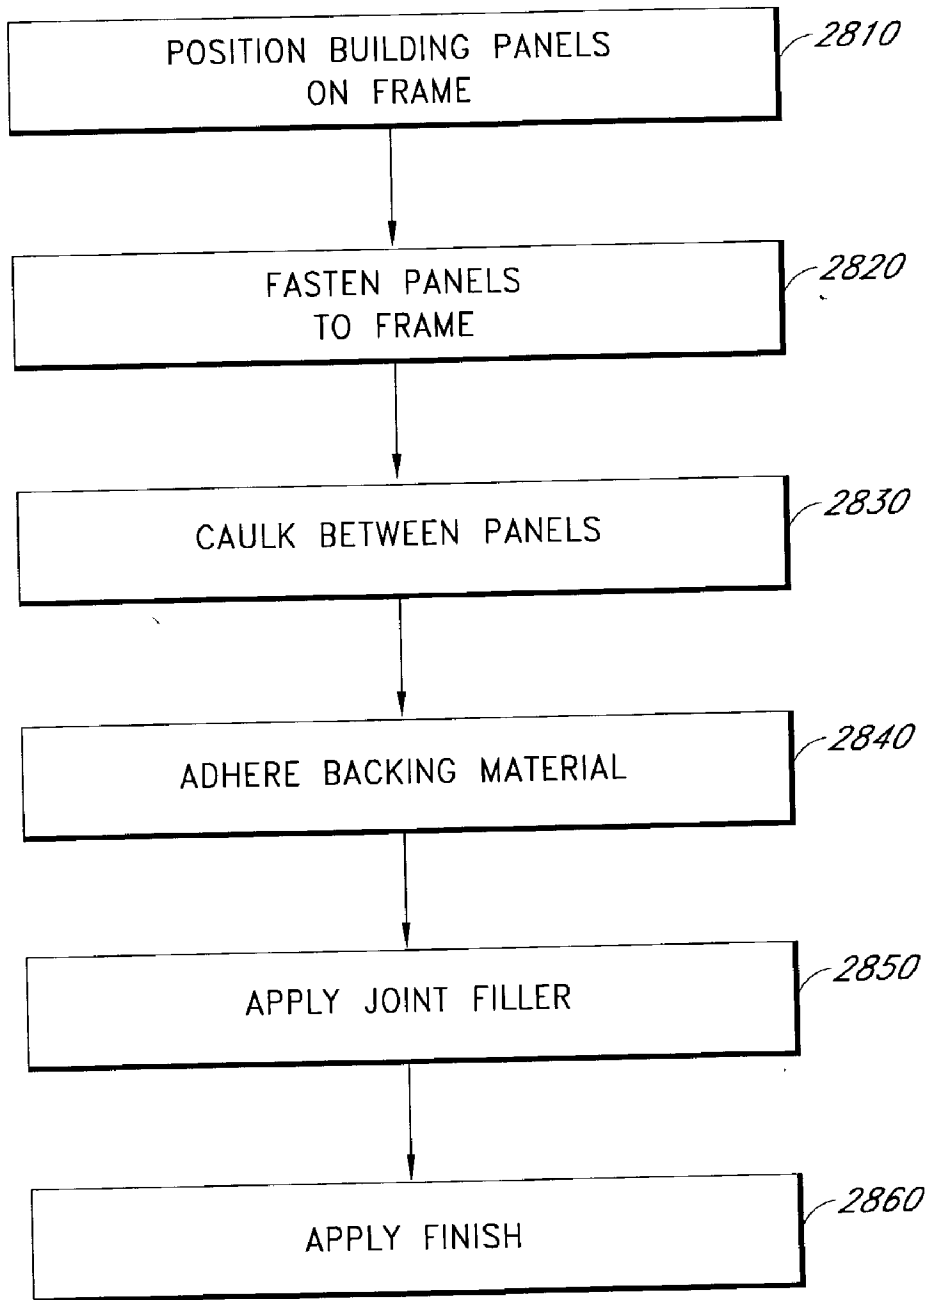 POSITION BUILDING PANELS
ON FRAME
2810
FASTEN PANELS
TO FRAME
2820
CAULK BETWEEN PANELS
2830
ADHERE BACKING MATERIAL
2840
APPLY JOINT FILLER
2850
APPLY FINISH
2860